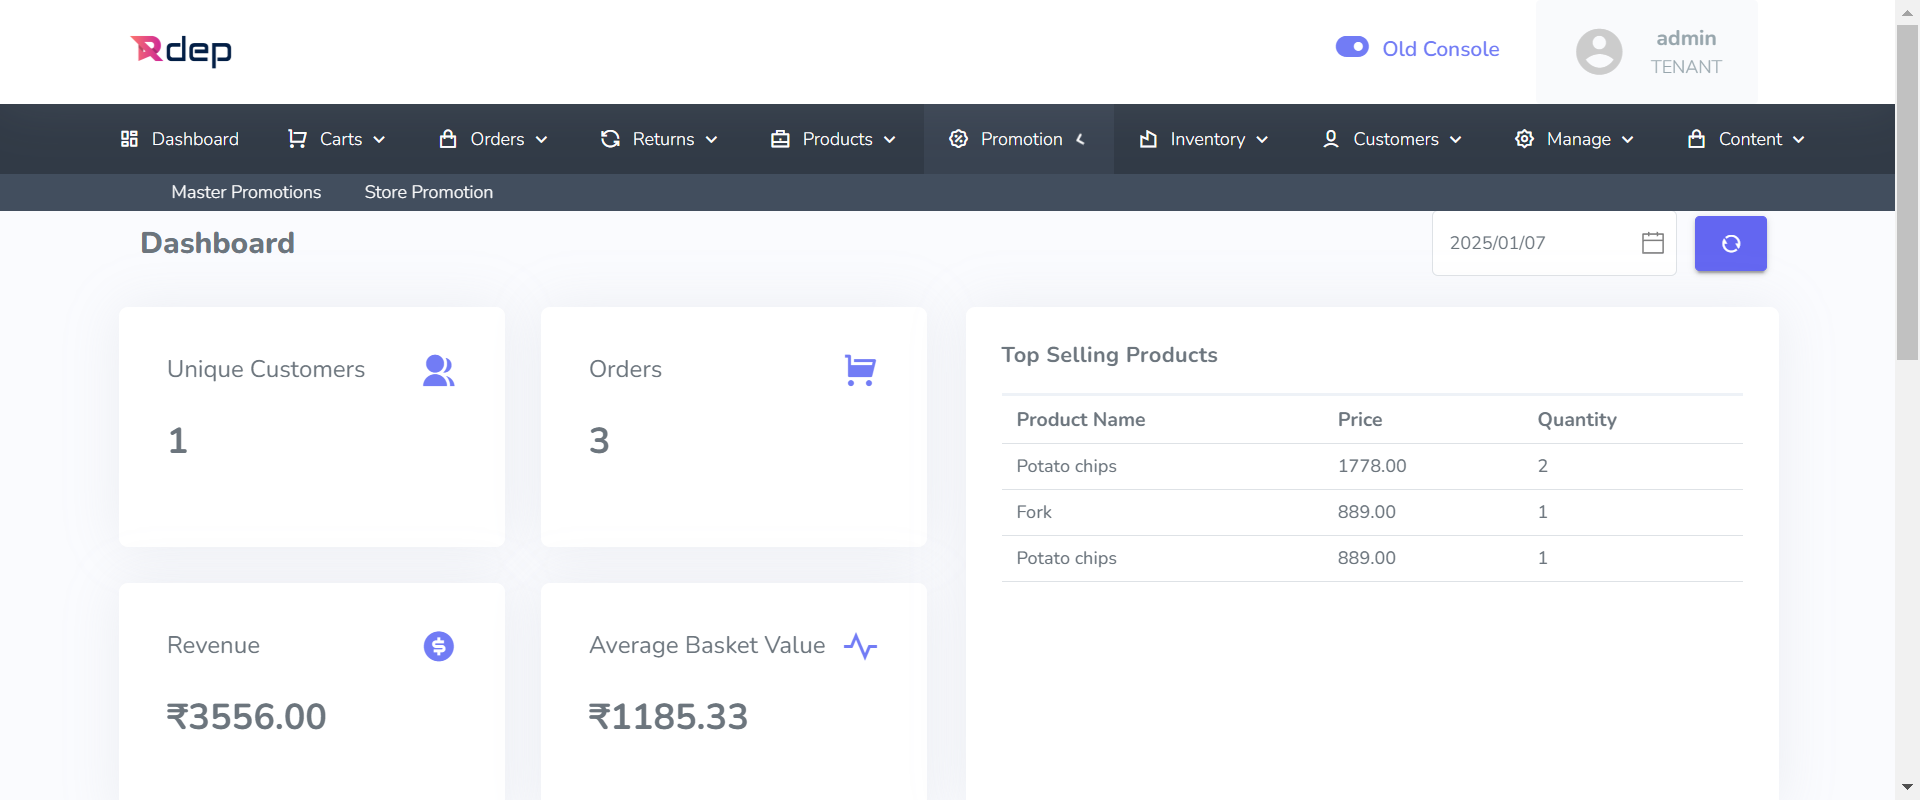 Rdep
Old Console
admin
TENANT
Dashboard Carts Orders Returns Products Promotion Inventory Customers Manage Content
Master Promotions Store Promotion
Dashboard
2025/01/07
Unique Customers
1
Orders
3
Top Selling Products
Product Name Price Quantity
Potato chips 1778.00 2
Fork 889.00 1
Potato chips 889.00 1
Revenue
₹3556.00
Average Basket Value
₹1185.33